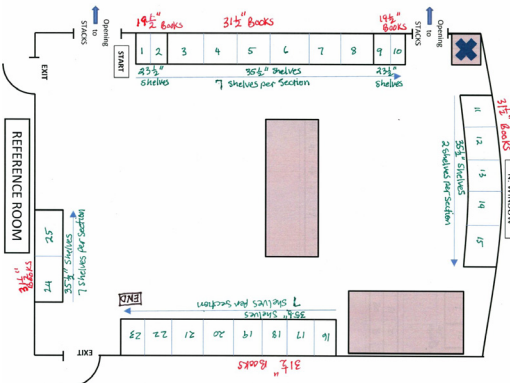 Opening
to
STACKS
19½" Books
31½" Books
19½"
Books
Opening
to
STACKS
START
1 2 3 4 5 6 7 8 9 10
23½"
shelves
35½" shelves
7 shelves per Section
23½"
shelves
EXIT
31½"
Books
11
12
13
14
15
35½" Shelves
2 shelves per Section
REFERENCE ROOM
25
24
7 shelves per Section
35½" shelves
Books
END
7 Shelves Per Section
35½" Shelves
23 22 21 20 19 18 17 16
31½" Books
EXIT